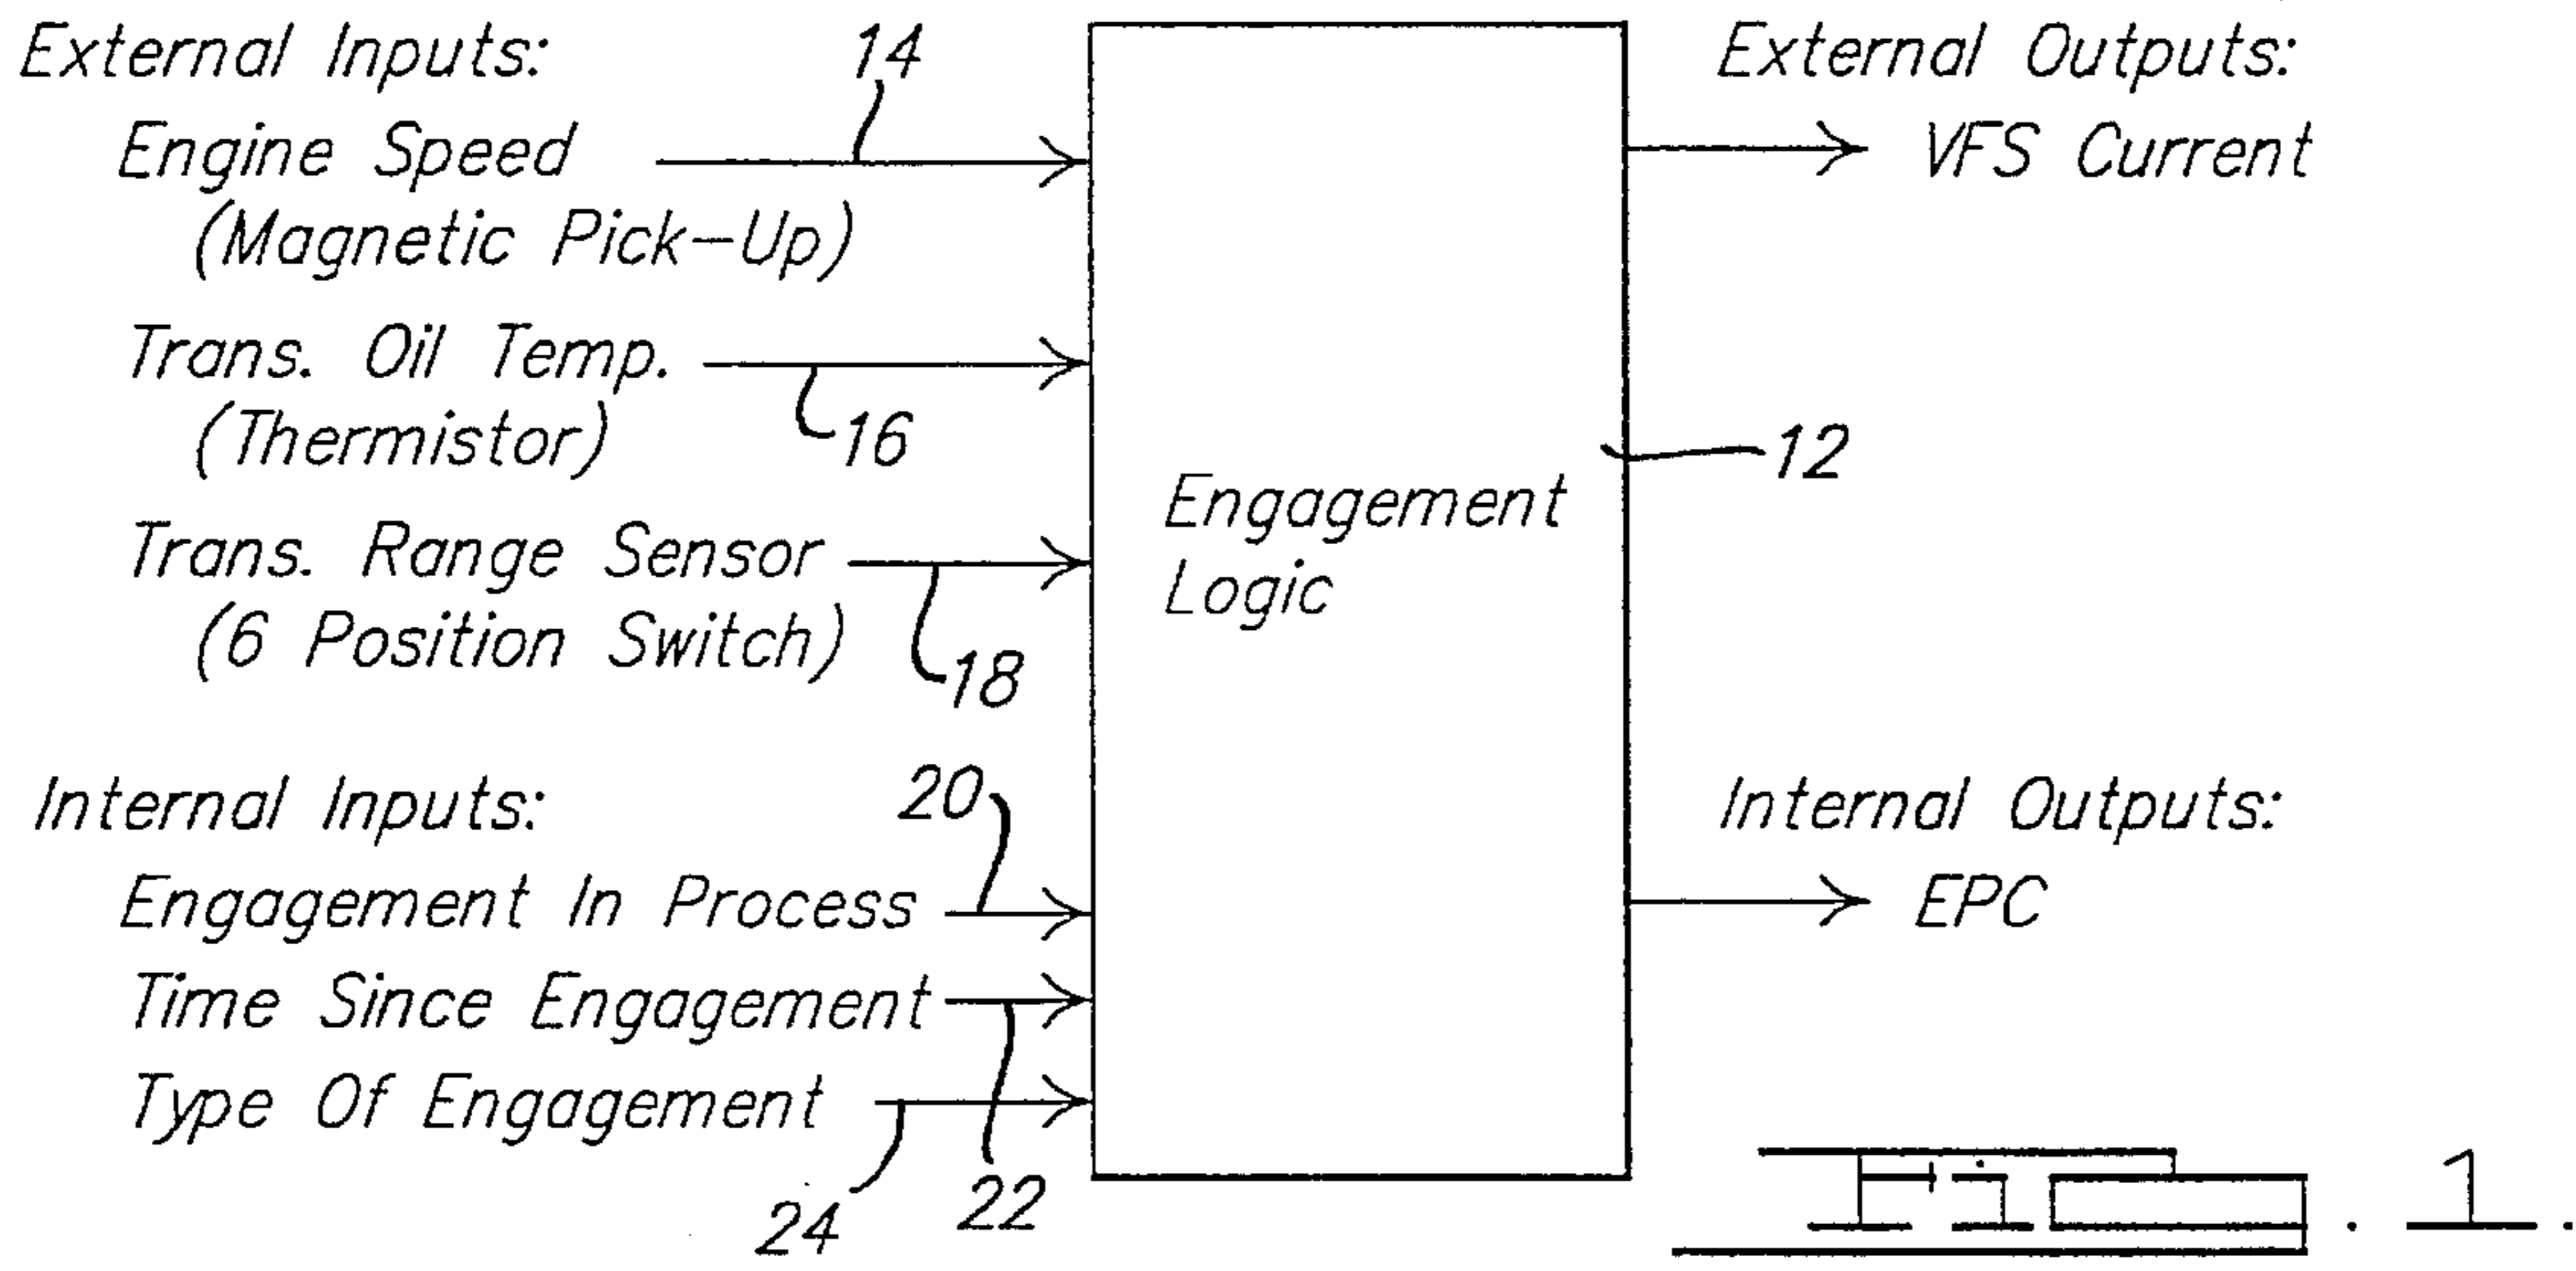 External Inputs:
14
Engine Speed
(Magnetic Pick-Up)
Trans. Oil Temp.
(Thermistor)
16
Trans. Range Sensor
(6 Position Switch)
18
Internal Inputs:
20
Engagement In Process
Time Since Engagement
Type Of Engagement
24
22
Engagement
Logic
12
External Outputs:
VFS Current
Internal Outputs:
EPC
Fig. 1.